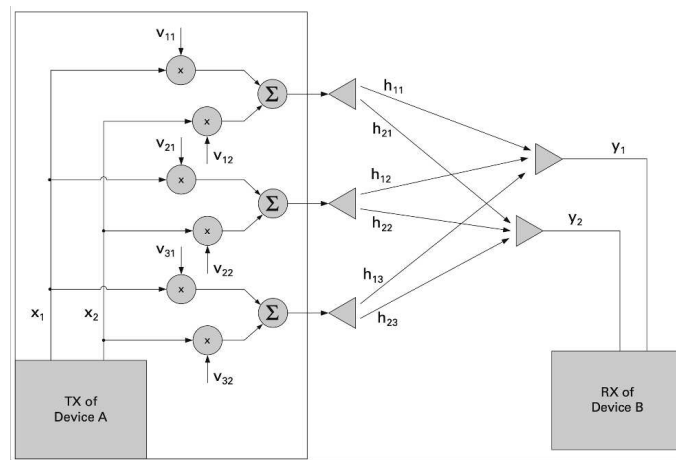 v11
x
Σ
h11
v12
x
h21
y1
v21
x
h12
Σ
v22
x
h22
y2
v31
x
h13
Σ
h23
x1
x2
x
v32
TX of
Device A
RX of
Device B